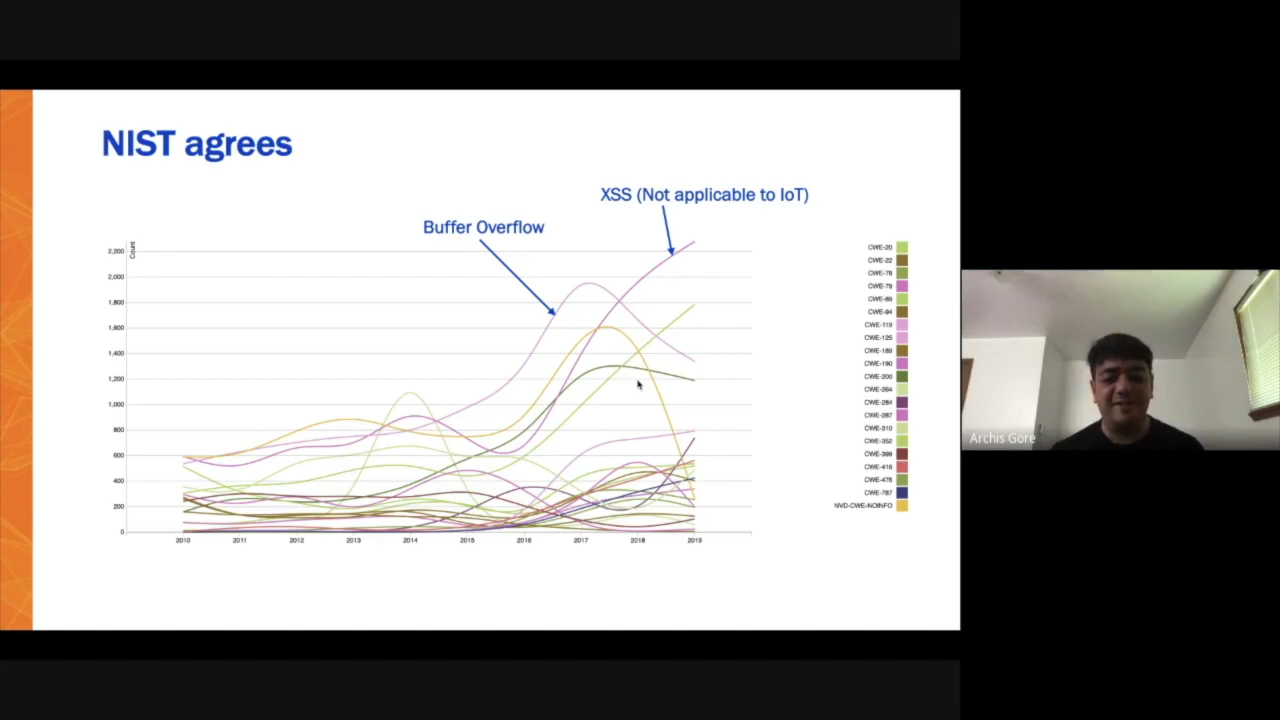 NIST agrees
XSS (Not applicable to IoT)
Buffer Overflow
Count
2,200
2,000
1,800
1,600
1,400
1,200
1,000
800
600
400
200
0
2010
2011
2012
2013
2014
2015
2016
2017
2018
2019
CWE-20
CWE-22
CWE-78
CWE-79
CWE-89
CWE-94
CWE-119
CWE-125
CWE-189
CWE-190
CWE-200
CWE-264
CWE-284
CWE-287
CWE-310
CWE-352
CWE-399
CWE-416
CWE-476
CWE-787
NVD-CWE-NOINFO
Archis Gore